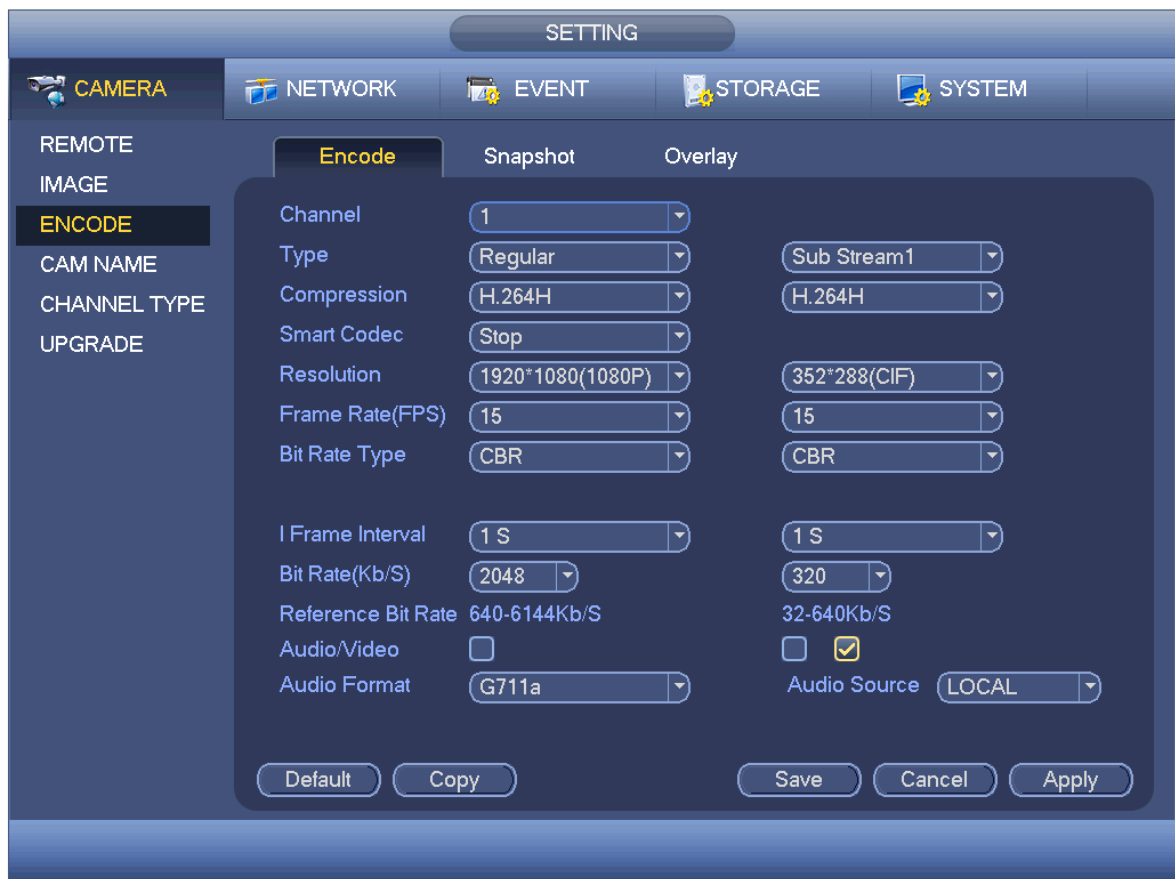 SETTING
CAMERA NETWORK EVENT STORAGE SYSTEM
REMOTE
IMAGE
ENCODE
CAM NAME
CHANNEL TYPE
UPGRADE
Encode Snapshot Overlay
Channel 1
Type Regular Sub Stream1
Compression H.264H H.264H
Smart Codec Stop
Resolution 1920*1080(1080P) 352*288(CIF)
Frame Rate(FPS) 15 15
Bit Rate Type CBR CBR
I Frame Interval 1 S 1 S
Bit Rate(Kb/S) 2048 320
Reference Bit Rate 640-6144Kb/S 32-640Kb/S
Audio/Video
Audio Format G711a Audio Source LOCAL
Default Copy Save Cancel Apply